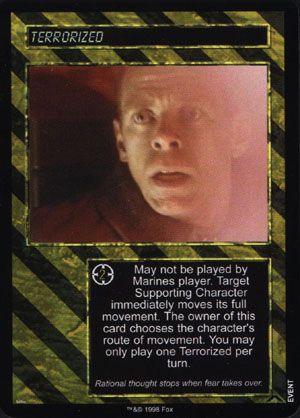 TERRORIZED
2
May not be played by
Marines player. Target
Supporting Character
immediately moves its full
movement. The owner of this
card chooses the character's
route of movement. You may
only play one Terrorized per
turn.
Rational thought stops when fear takes over.
EVENT
™&© 1998 Fox